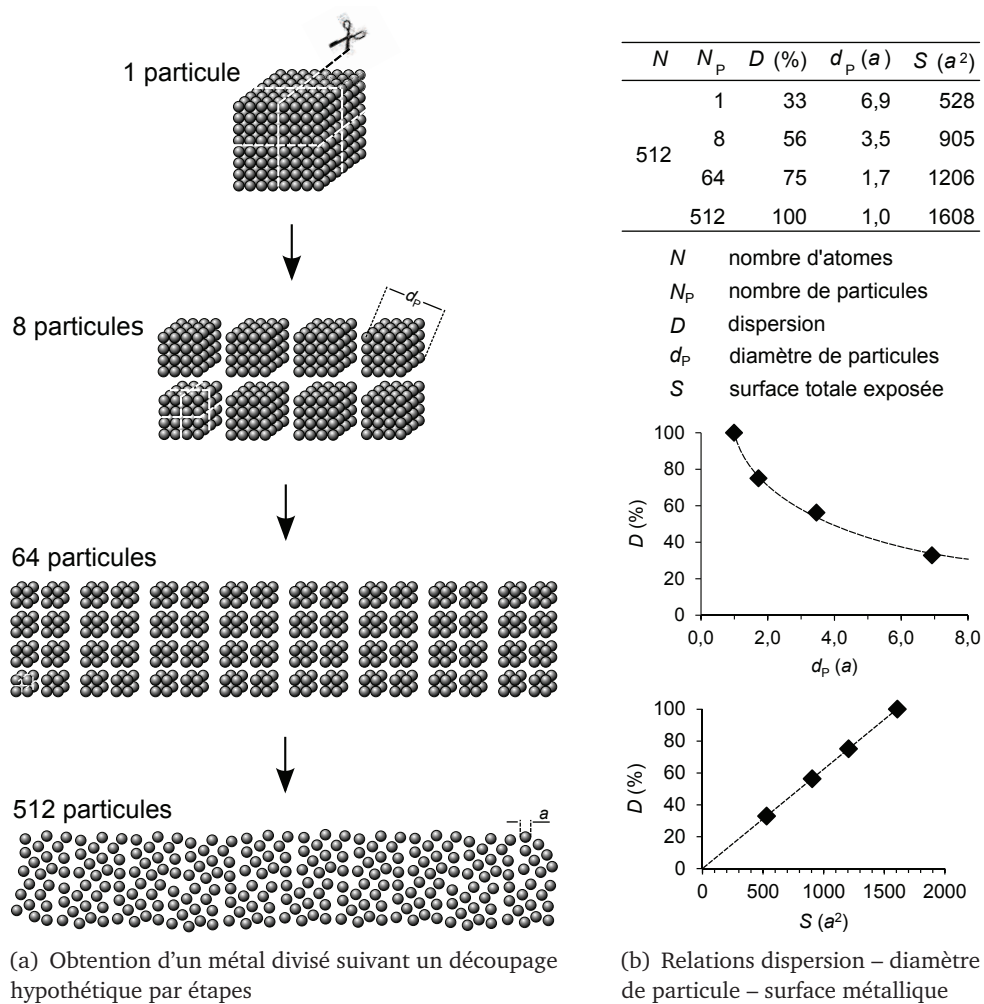 1 particule
8 particules
d_P
64 particules
512 particules
a
(a) Obtention d'un métal divisé suivant un découpage
hypothétique par étapes
N N_P D (%) d_P (a) S (a²)
512
1 33 6,9 528
8 56 3,5 905
64 75 1,7 1206
512 100 1,0 1608
N nombre d'atomes
N_P nombre de particules
D dispersion
d_P diamètre de particules
S surface totale exposée
D (%)
100
80
60
40
20
0
0,0 2,0 4,0 6,0 8,0
d_P (a)
D (%)
100
80
60
40
20
0
0 500 1000 1500 2000
S (a²)
(b) Relations dispersion – diamètre
de particule – surface métallique